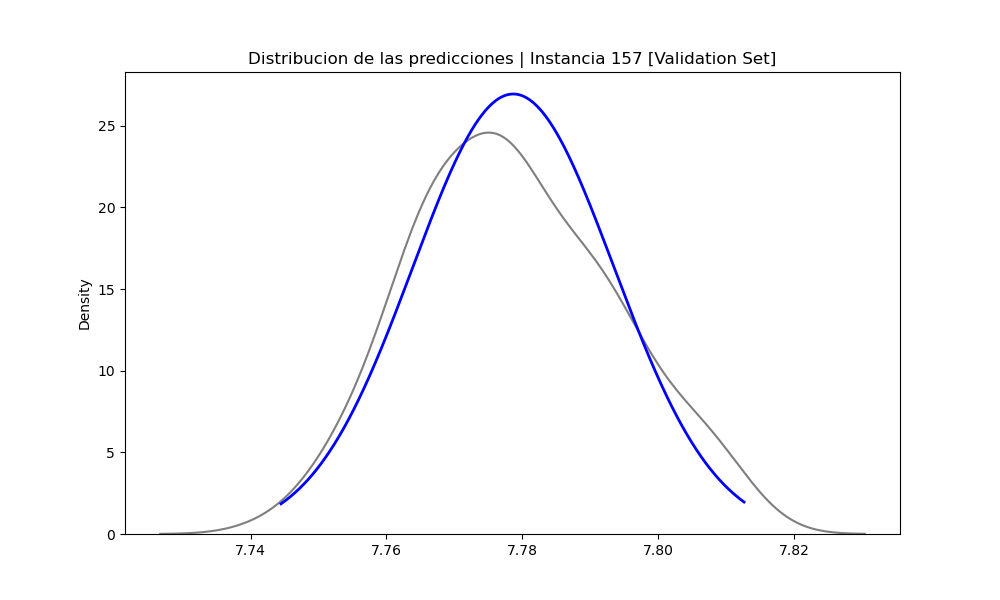 Distribucion de las predicciones | Instancia 157 [Validation Set]
25
20
15
10
5
0
Density
7.74 7.76 7.78 7.80 7.82